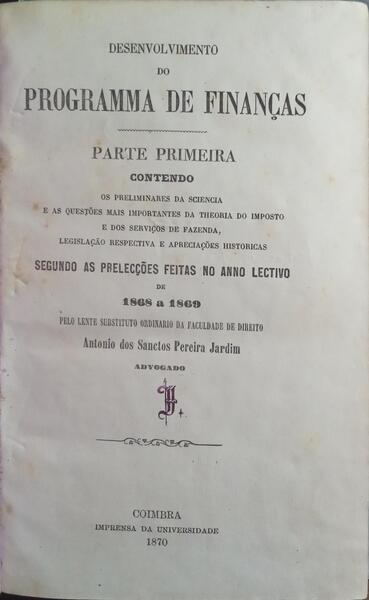 DESENVOLVIMENTO
DO
PROGRAMMA DE FINANÇAS
PARTE PRIMEIRA
CONTENDO
OS PRELIMINARES DA SCIENCIA
E AS QUESTÕES MAIS IMPORTANTES DA THEORIA DO IMPOSTO
E DOS SERVIÇOS DE FAZENDA,
LEGISLAÇÃO RESPECTIVA E APRECIAÇÕES HISTORICAS
SEGUNDO AS PRELECÇÕES FEITAS NO ANNO LECTIVO
DE
1868 a 1869
PELO LENTE SUBSTITUTO ORDINARIO DA FACULDADE DE DIREITO
Antonio dos Sanctos Pereira Jardim
ADVOGADO
COIMBRA
IMPRENSA DA UNIVERSIDADE
1870